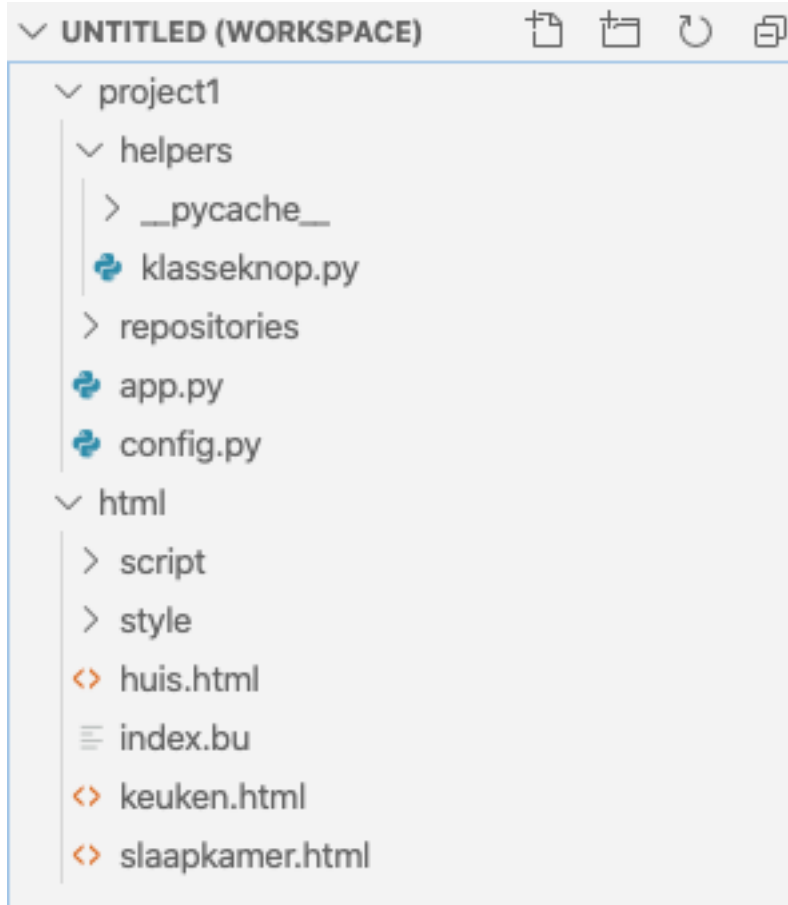 UNTITLED (WORKSPACE)
project1
helpers
__pycache__
klasseknop.py
repositories
app.py
config.py
html
script
style
huis.html
index.bu
keuken.html
slaapkamer.html